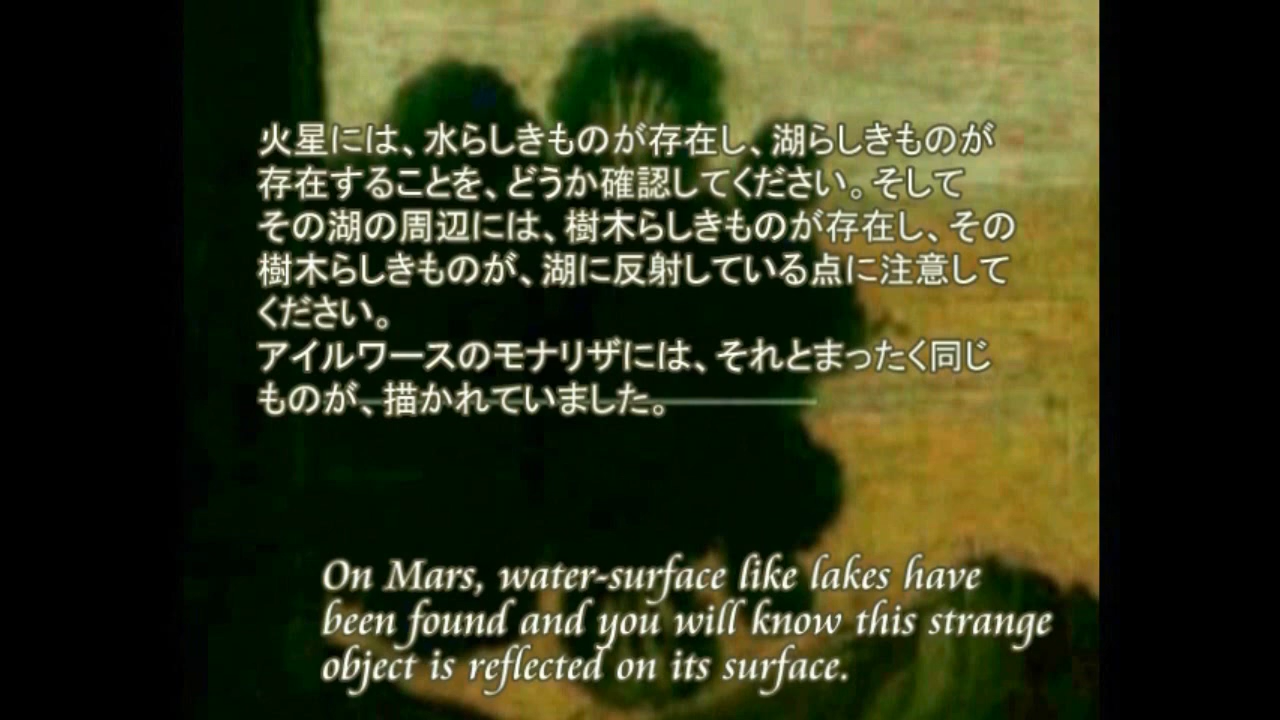 火星には、水らしきものが存在し、湖らしきものが
存在することを、どうか確認してください。そして
その湖の周辺には、樹木らしきものが存在し、その
樹木らしきものが、湖に反射している点に注意して
ください。
アイルワースのモナリザには、それとまったく同じ
ものが、描かれていました。
On Mars, water-surface like lakes have
been found and you will know this strange
object is reflected on its surface.